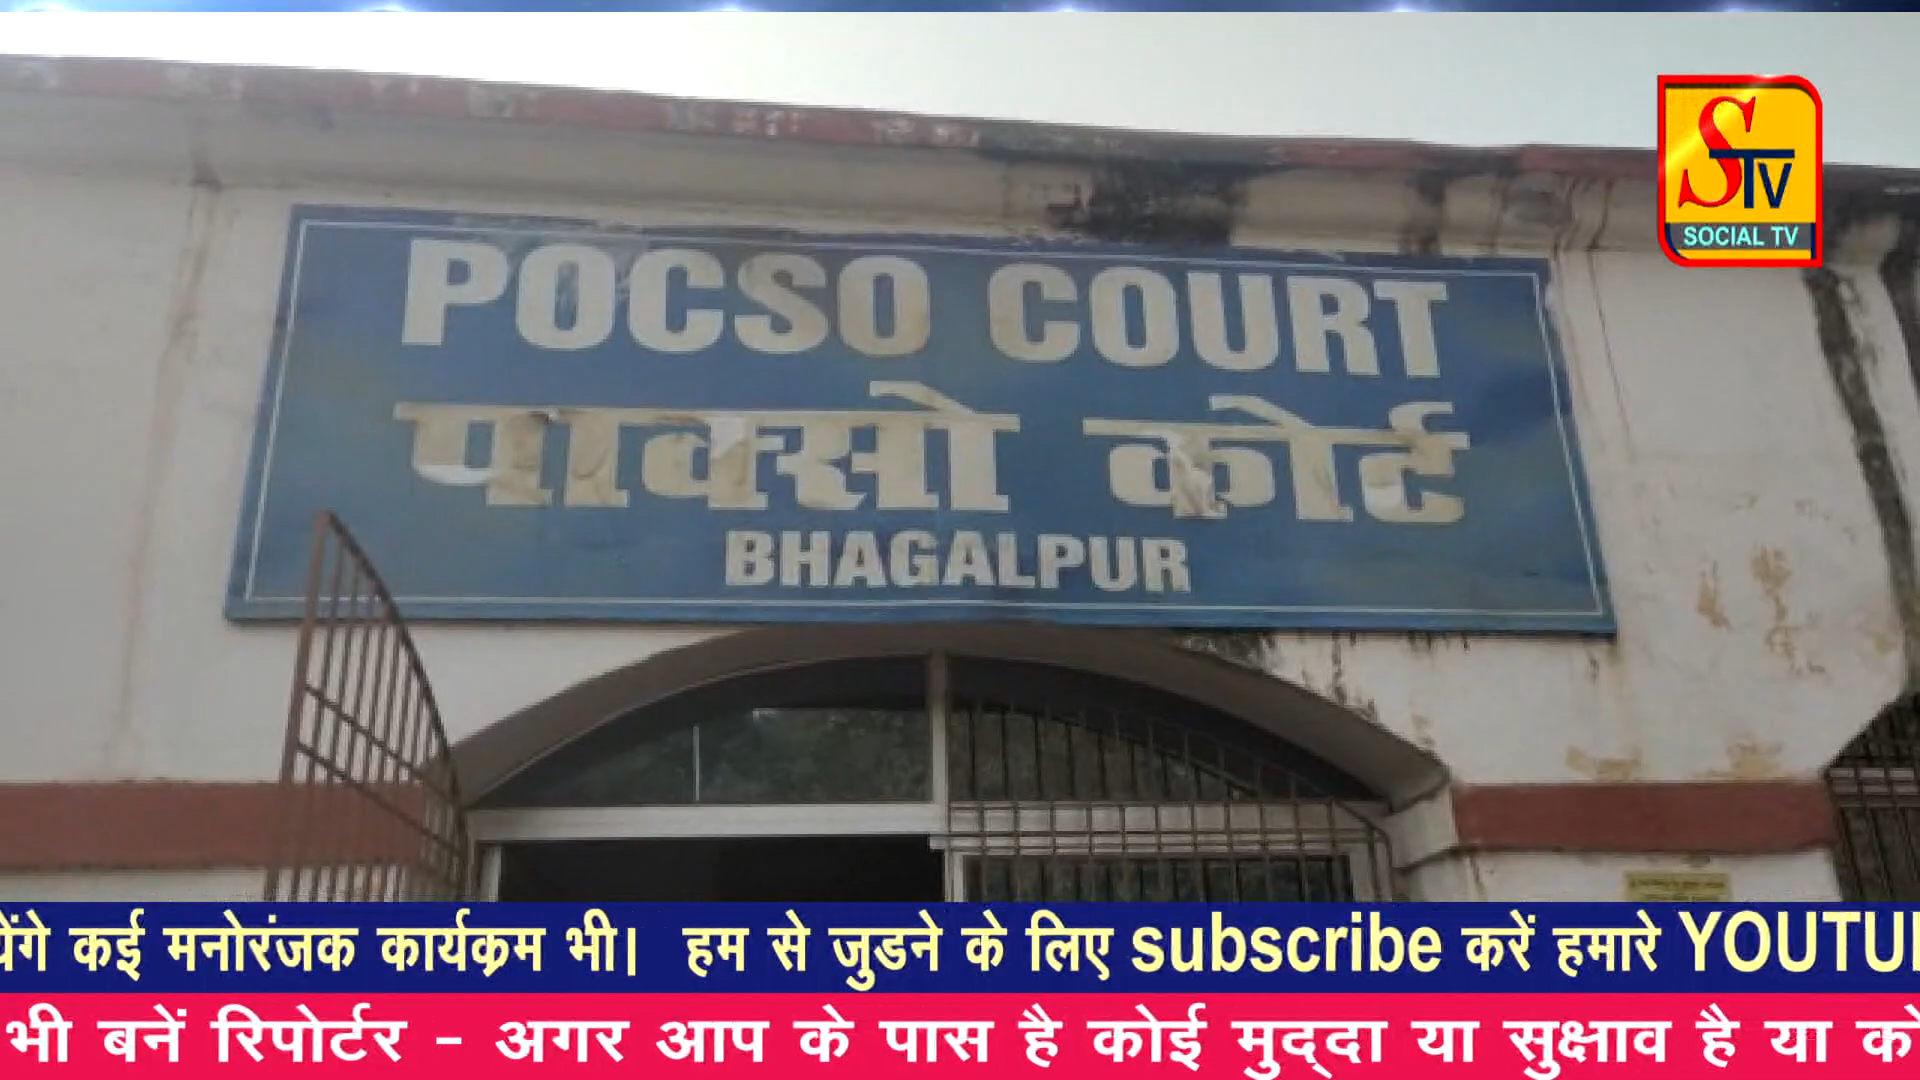 STV
SOCIAL TV
POCSO COURT
पाक्सो कोर्ट
BHAGALPUR
कई मनोरंजक कार्यक्रम भी। हम से जुडने के लिए subscribe करें हमारे
भी बनें रिपोर्टर - अगर आप के पास है कोई मुद्दा या सुक्षाव है या